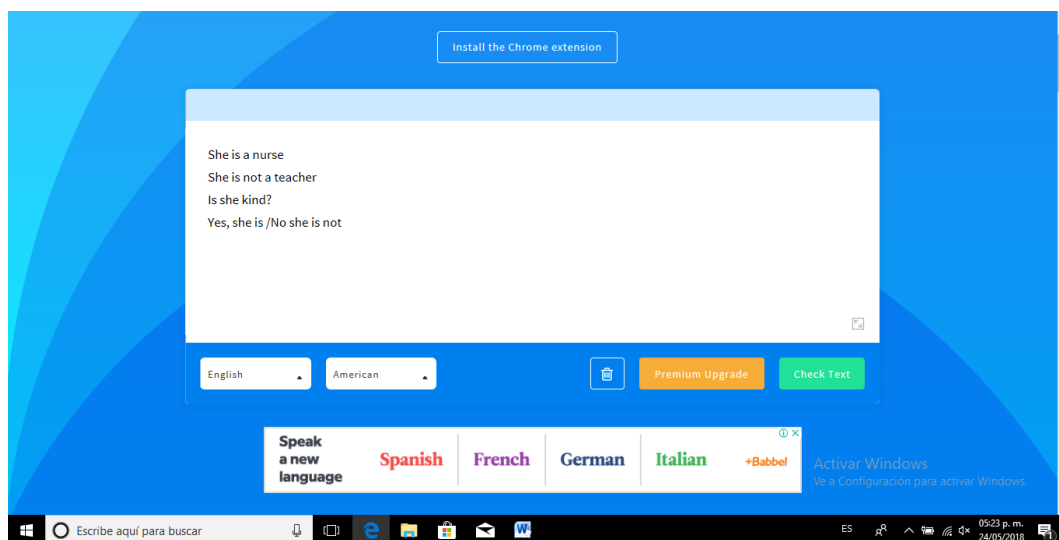 Install the Chrome extension
She is a nurse
She is not a teacher
Is she kind?
Yes, she is /No she is not
English
American
Premium Upgrade
Check Text
Speak
a new
language
Spanish
French
German
Italian
+Babbel
Activar Windows
Ve a Configuración para activar Windows.
Escribe aquí para buscar
ES
05:23 p. m.
24/05/2018